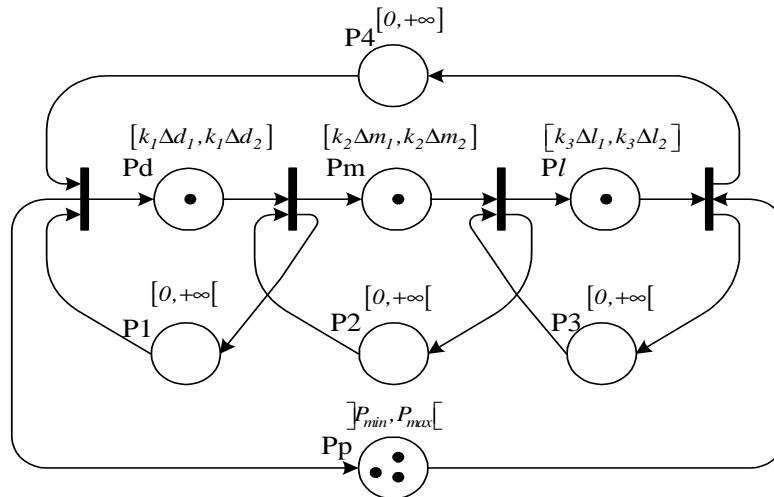 P4 [0,+∞]
[k₁Δd₁,k₁Δd₂] [k₂Δm₁,k₂Δm₂] [k₃Δl₁,k₃Δl₂]
Pd Pm Pl
[0,+∞[ [0,+∞[ [0,+∞[
P1 P2 P3
]Pmin,Pmax[
Pp